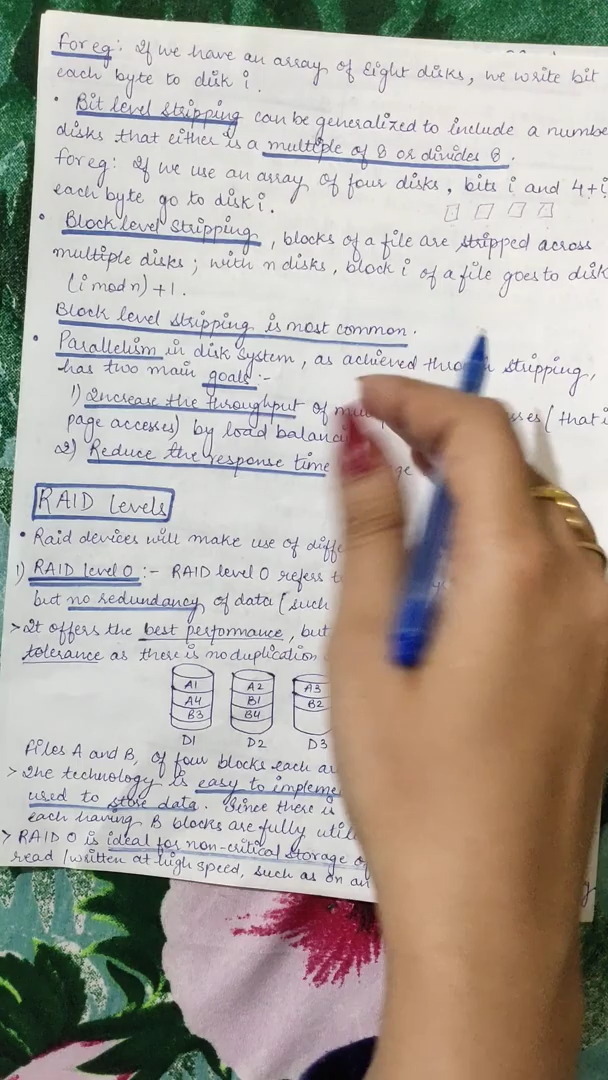 for eg: If we have an array of Eight disks, we write bit
each byte to disk i.
• Bit level stripping can be generalized to include a numbe
disks that either is a multiple of 8 or divides 8.
for eg: If we use an array of four disks, bits i and 4+i
each byte go to disk i.
• Block level stripping, blocks of a file are stripped across
multiple disks; with n disks, block i of a file goes to disk
(i mod n) + 1.
Block level stripping is most common.
• Parallelism in disk system, as achieved through stripping,
has two main goals:-
1) Increase the throughput of (that i
page accesses) by load balanci
2) Reduce the response time
RAID Levels
• Raid devices will make use of diffe
1) RAID level 0 :- RAID level 0 refers t
but no redundancy of data (such
> It offers the best performance, but
tolerance as there is no duplication
A1 A2 A3
A4 B1 B2
B3 B4
D1 D2 D3
files A and B, of four blocks each a
> The technology is easy to impleme
used to store data. Since there is
each having B blocks are fully utili
> RAID 0 is ideal for non-critical storage o
read/written at high speed, such as on an